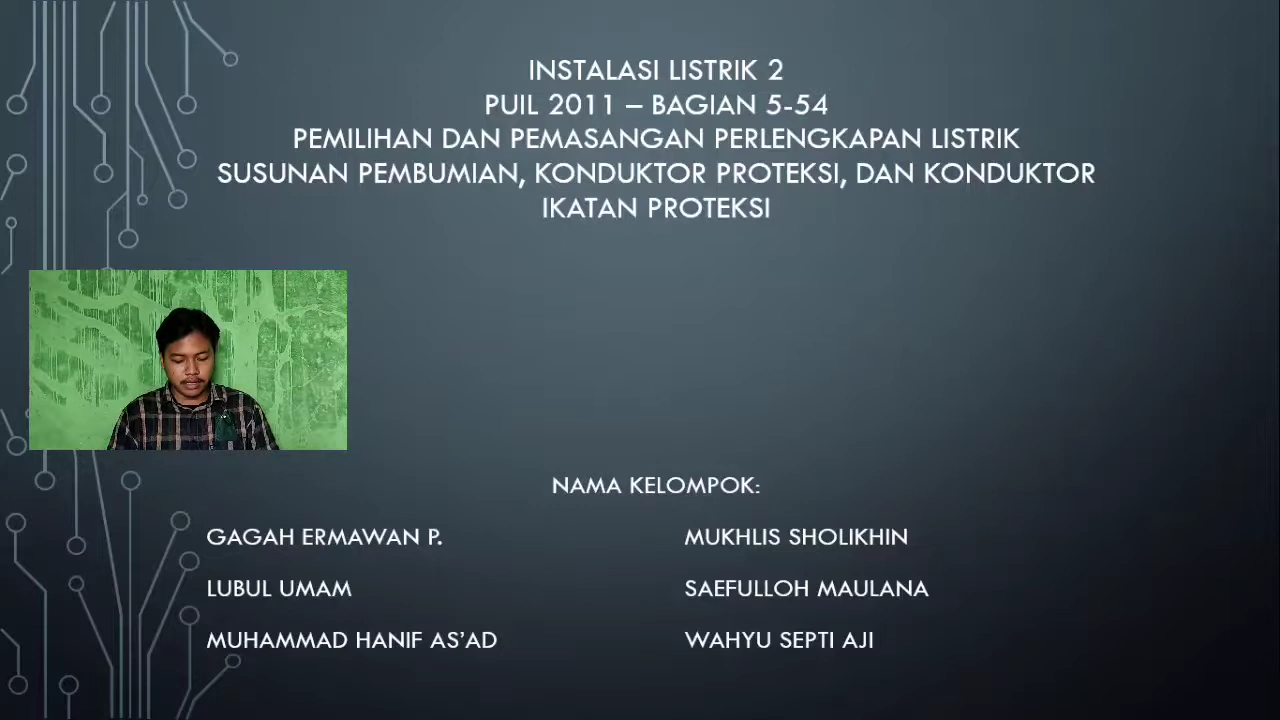 INSTALASI LISTRIK 2
PUIL 2011 – BAGIAN 5-54
PEMILIHAN DAN PEMASANGAN PERLENGKAPAN LISTRIK
SUSUNAN PEMBUMIAN, KONDUKTOR PROTEKSI, DAN KONDUKTOR
IKATAN PROTEKSI
NAMA KELOMPOK:
GAGAH ERMAWAN P.
LUBUL UMAM
MUHAMMAD HANIF AS’AD
MUKHLIS SHOLIKHIN
SAEFULLOH MAULANA
WAHYU SEPTI AJI